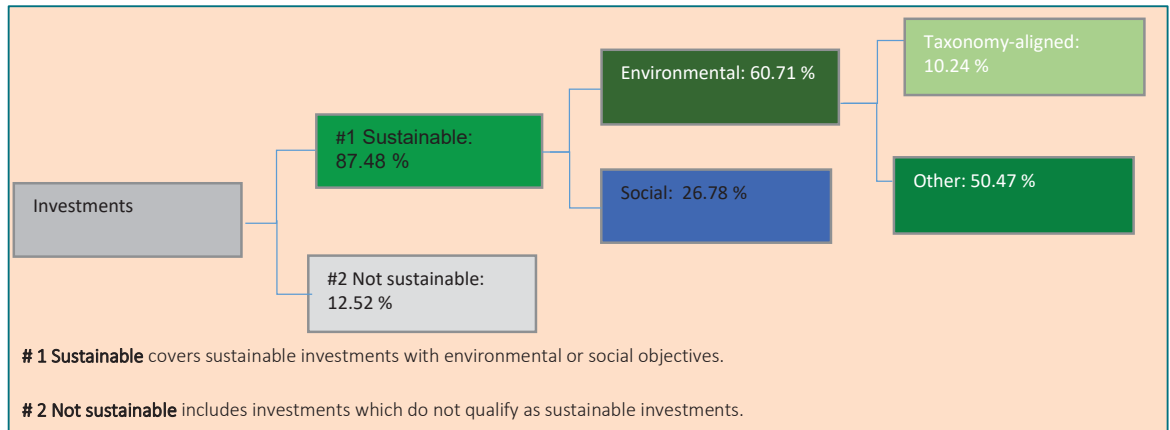 Investments
#1 Sustainable:
87.48 %
#2 Not sustainable:
12.52 %
Environmental: 60.71 %
Social:  26.78 %
Taxonomy-aligned:
10.24 %
Other: 50.47 %
# 1 Sustainable covers sustainable investments with environmental or social objectives.
# 2 Not sustainable includes investments which do not qualify as sustainable investments.